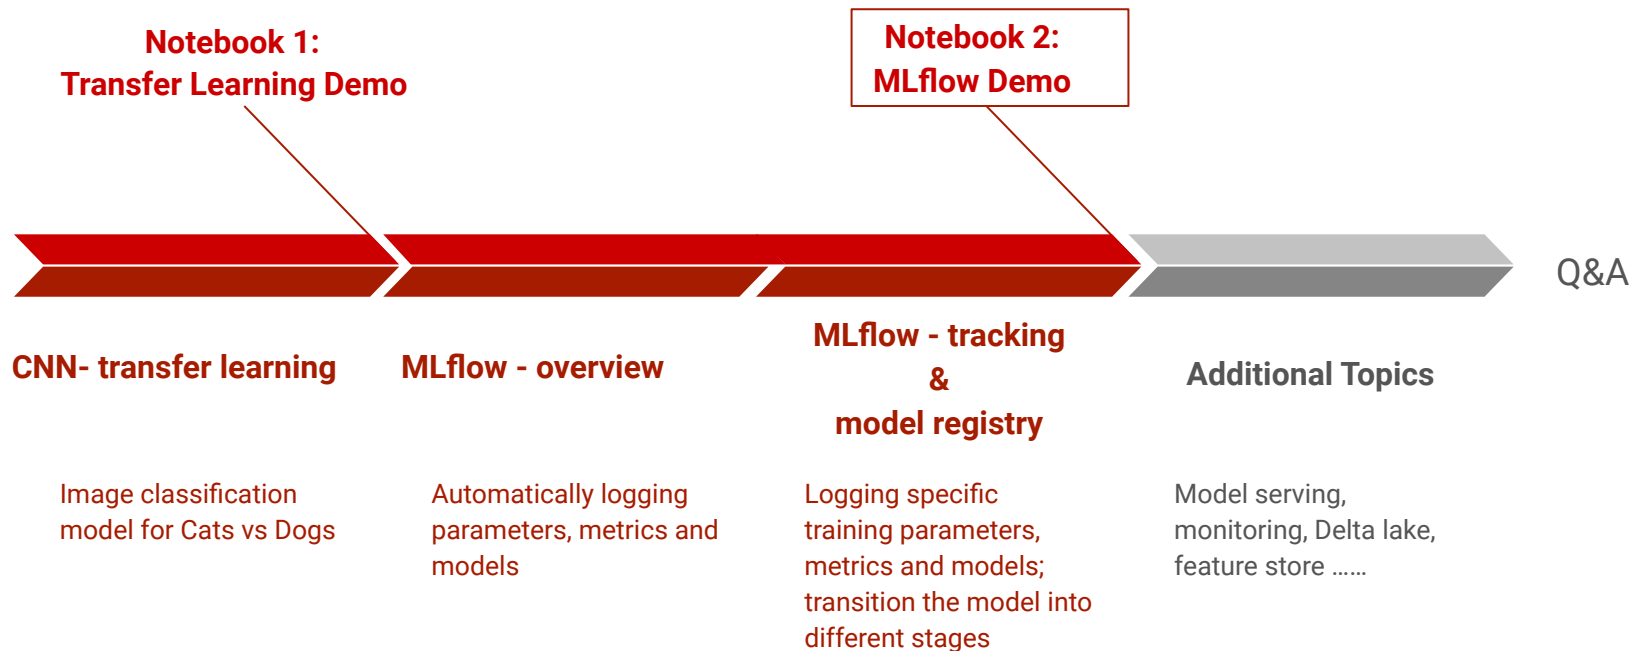 Notebook 1:
Transfer Learning Demo
Notebook 2:
MLflow Demo
Q&A
CNN- transfer learning
MLflow - overview
MLflow - tracking
&
model registry
Additional Topics
Image classification
model for Cats vs Dogs
Automatically logging
parameters, metrics and
models
Logging specific
training parameters,
metrics and models;
transition the model into
different stages
Model serving,
monitoring, Delta lake,
feature store ......